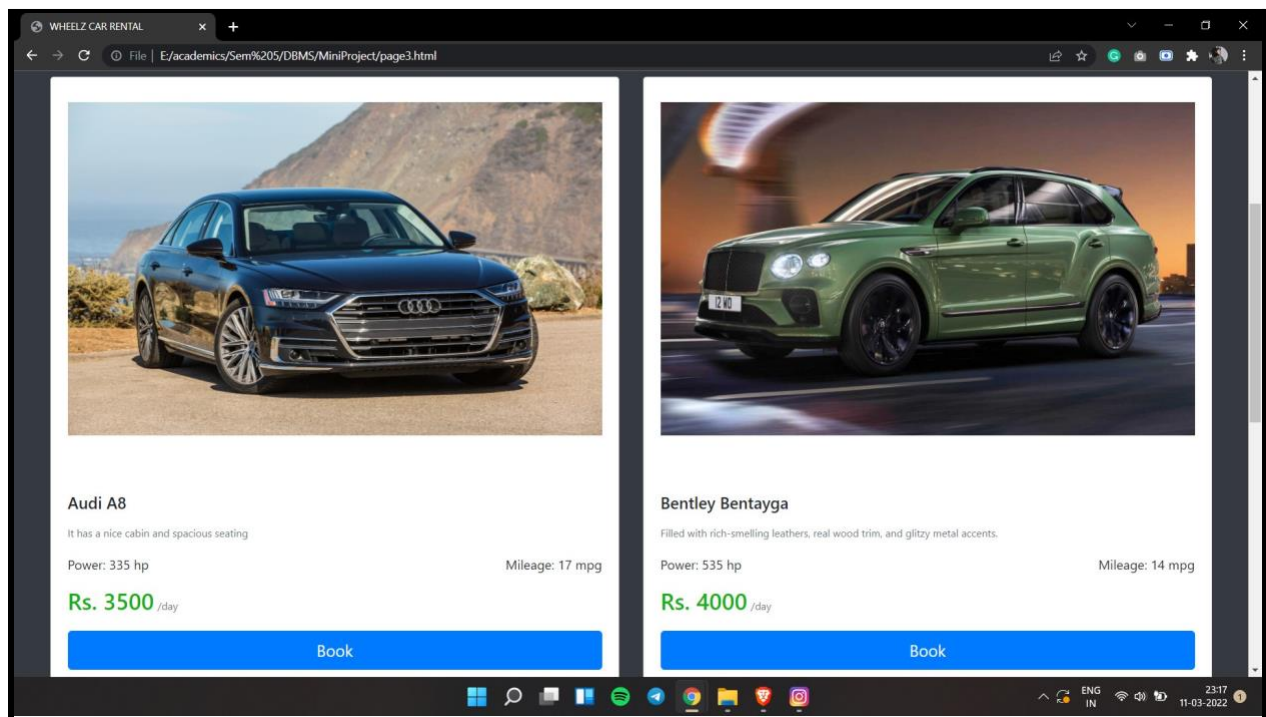 WHEELZ CAR RENTAL
File | E:/academics/Sem%205/DBMS/MiniProject/page3.html
12 WO
Audi A8
It has a nice cabin and spacious seating
Power: 335 hp Mileage: 17 mpg
Rs. 3500 /day
Book
Bentley Bentayga
Filled with rich-smelling leathers, real wood trim, and glitzy metal accents.
Power: 535 hp Mileage: 14 mpg
Rs. 4000 /day
Book
ENG
IN
23:17
11-03-2022
1